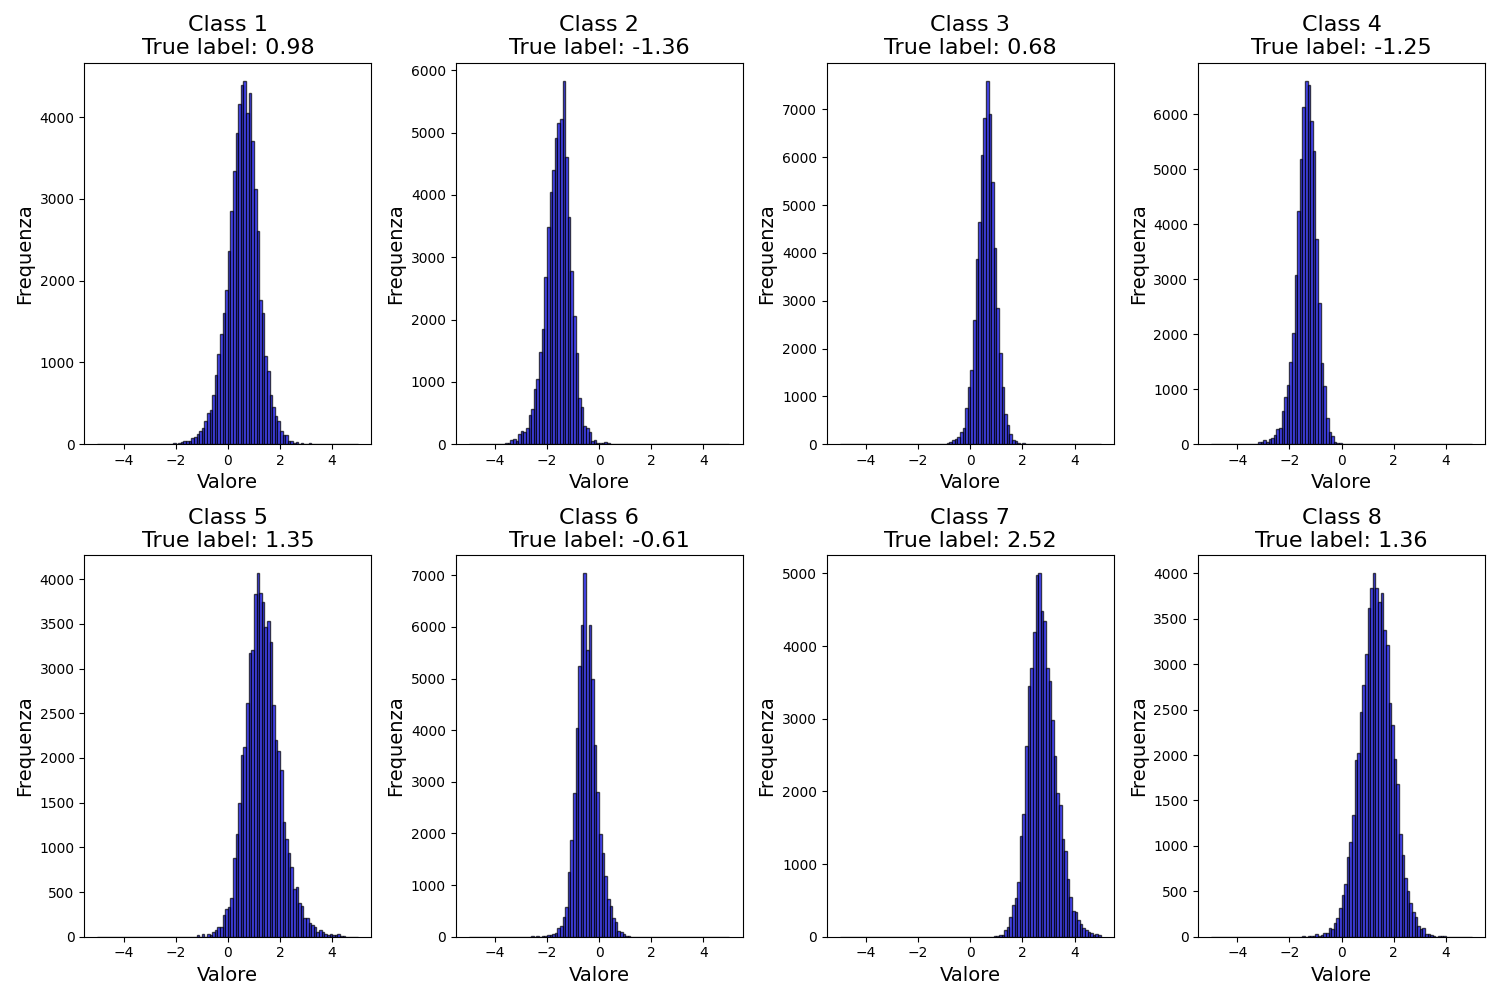 Class 1
True label: 0.98
Class 2
True label: -1.36
Class 3
True label: 0.68
Class 4
True label: -1.25
Frequenza
4000
3000
2000
1000
0
−4 −2 0 2 4
Valore
Frequenza
6000
5000
4000
3000
2000
1000
0
−4 −2 0 2 4
Valore
Frequenza
7000
6000
5000
4000
3000
2000
1000
0
−4 −2 0 2 4
Valore
Frequenza
6000
5000
4000
3000
2000
1000
0
−4 −2 0 2 4
Valore
Class 5
True label: 1.35
Class 6
True label: -0.61
Class 7
True label: 2.52
Class 8
True label: 1.36
Frequenza
4000
3500
3000
2500
2000
1500
1000
500
0
−4 −2 0 2 4
Valore
Frequenza
7000
6000
5000
4000
3000
2000
1000
0
−4 −2 0 2 4
Valore
Frequenza
5000
4000
3000
2000
1000
0
−4 −2 0 2 4
Valore
Frequenza
4000
3500
3000
2500
2000
1500
1000
500
0
−4 −2 0 2 4
Valore